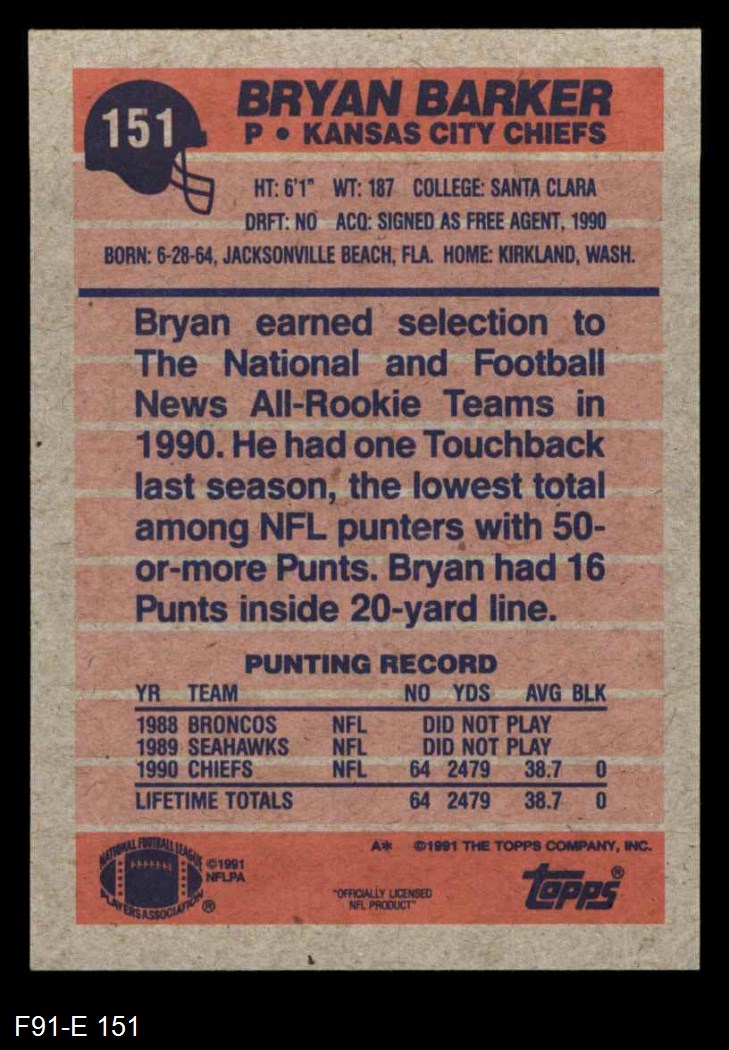 151
BRYAN BARKER
P • KANSAS CITY CHIEFS
HT: 6'1" WT: 187 COLLEGE: SANTA CLARA
DRFT: NO ACQ: SIGNED AS FREE AGENT, 1990
BORN: 6-28-64, JACKSONVILLE BEACH, FLA. HOME: KIRKLAND, WASH.
Bryan earned selection to
The National and Football
News All-Rookie Teams in
1990. He had one Touchback
last season, the lowest total
among NFL punters with 50-
or-more Punts. Bryan had 16
Punts inside 20-yard line.
PUNTING RECORD
YR TEAM NO YDS AVG BLK
1988 BRONCOS NFL DID NOT PLAY
1989 SEAHAWKS NFL DID NOT PLAY
1990 CHIEFS NFL 64 2479 38.7 0
LIFETIME TOTALS 64 2479 38.7 0
NATIONAL FOOTBALL LEAGUE
PLAYERS ASSOCIATION ®
©1991
NFLPA
A* ©1991 THE TOPPS COMPANY, INC.
"OFFICIALLY LICENSED
NFL PRODUCT"
topps®
F91-E 151